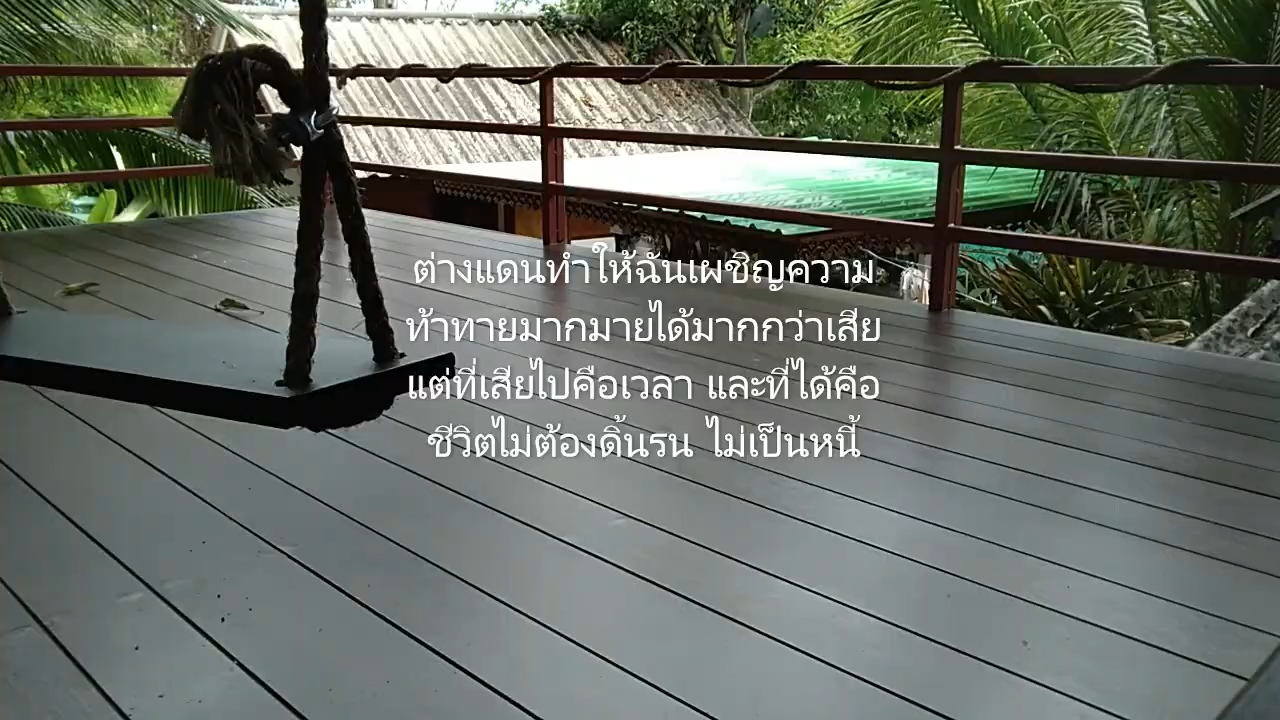 ต่างแดนทำให้ฉันเผชิญความ
ท้าทายมากมายได้มากกว่าเสีย
แต่ที่เสียไปคือเวลา และที่ได้คือ
ชีวิตไม่ต้องดิ้นรน ไม่เป็นหนี้